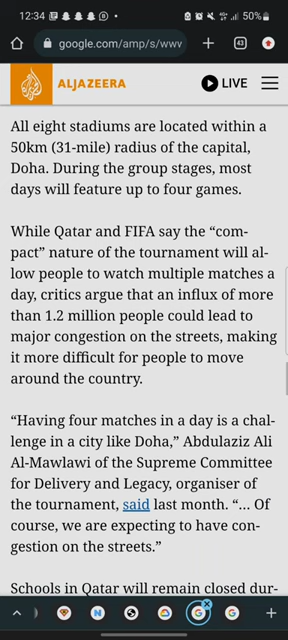 12:34
50%
google.com/amp/s/www
43
ALJAZEERA
LIVE
All eight stadiums are located within a
50km (31-mile) radius of the capital,
Doha. During the group stages, most
days will feature up to four games.
While Qatar and FIFA say the “com-
pact” nature of the tournament will al-
low people to watch multiple matches a
day, critics argue that an influx of more
than 1.2 million people could lead to
major congestion on the streets, making
it more difficult for people to move
around the country.
“Having four matches in a day is a chal-
lenge in a city like Doha,” Abdulaziz Ali
Al-Mawlawi of the Supreme Committee
for Delivery and Legacy, organiser of
the tournament, said last month. “... Of
course, we are expecting to have con-
gestion on the streets.”
Schools in Qatar will remain closed dur-